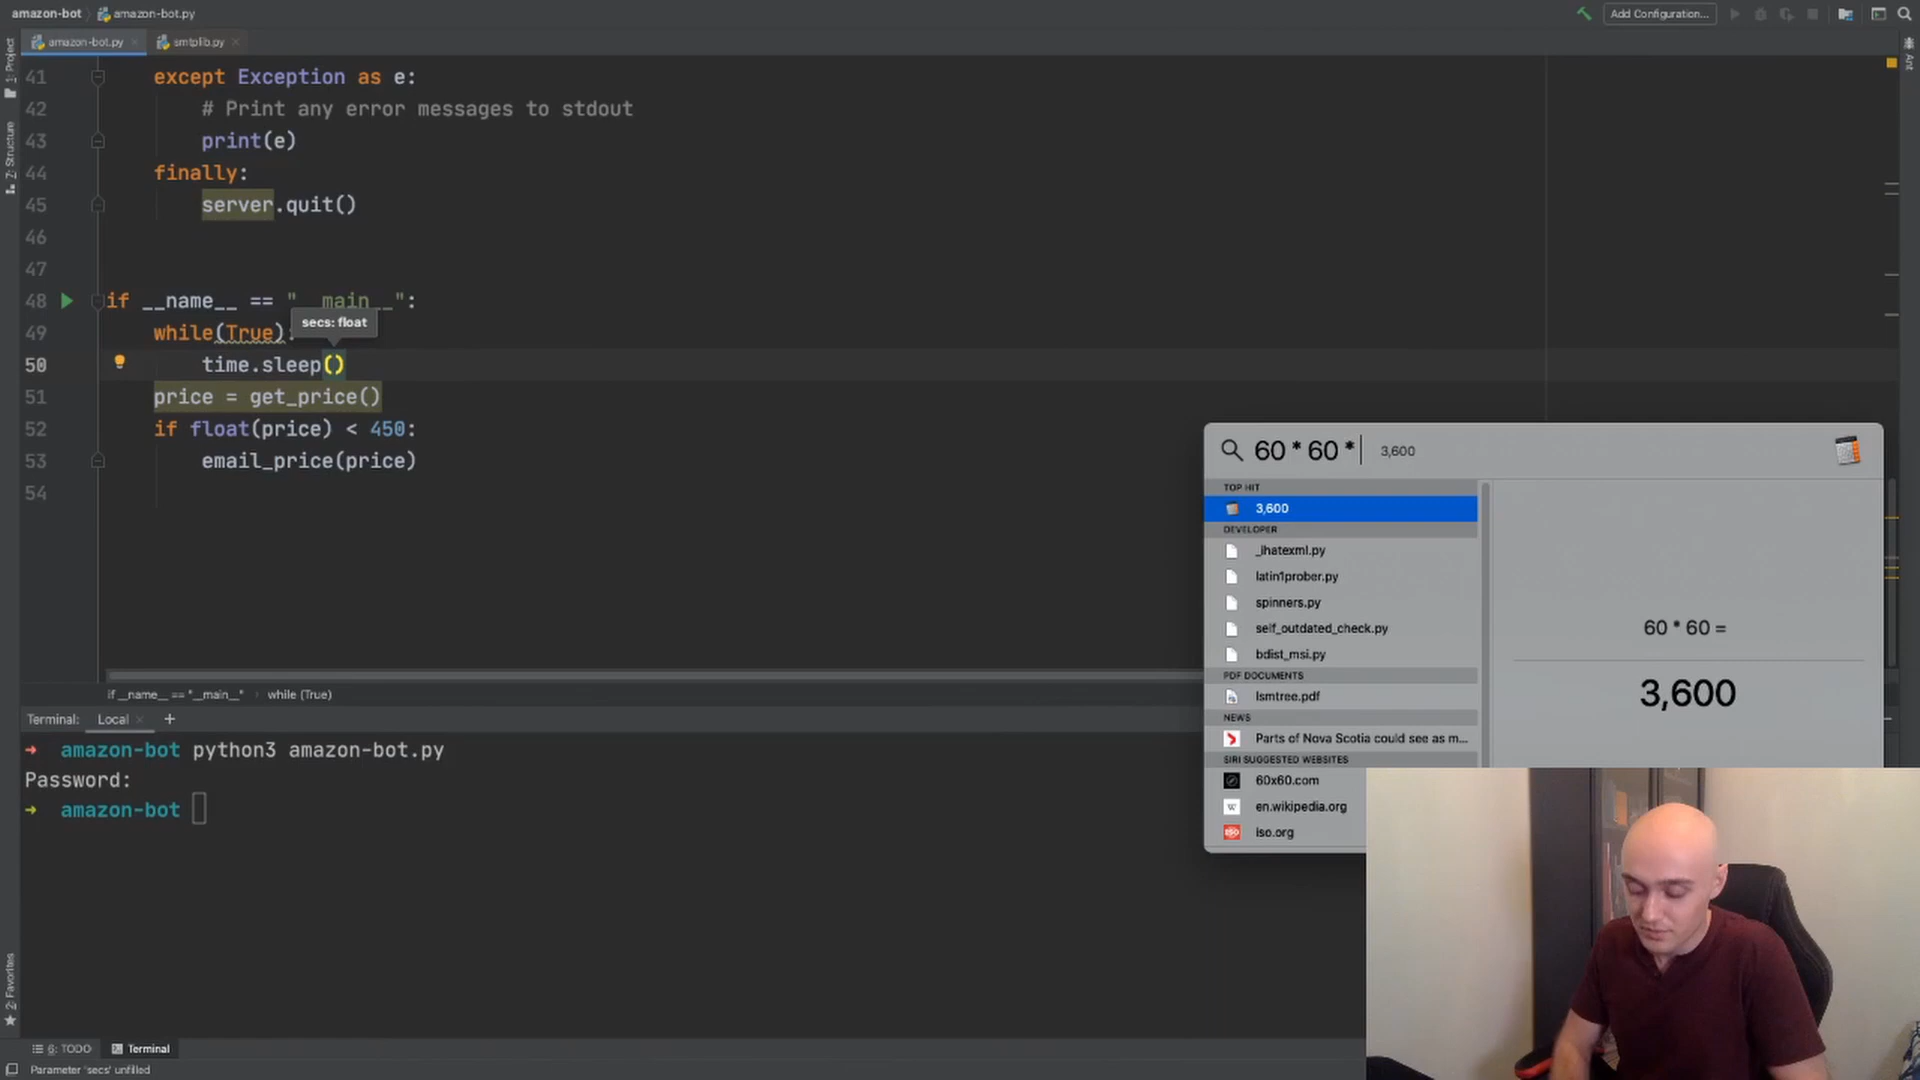 amazon-bot amazon-bot.py
Add Configuration...
amazon-bot.py smtplib.py
1: Project
Z: Structure
2: Favorites
Ant
41 except Exception as e:
42 # Print any error messages to stdout
43 print(e)
44 finally:
45 server.quit()
46
47
48 if __name__ == "__main__":
secs: float
49 while(True):
50 time.sleep()
51 price = get_price()
52 if float(price) < 450:
53 email_price(price)
54
if __name__ == "__main__" › while (True)
60 * 60 * 3,600
TOP HIT
3,600
DEVELOPER
_ihatexml.py
latin1prober.py
spinners.py
self_outdated_check.py
bdist_msi.py
PDF DOCUMENTS
lsmtree.pdf
NEWS
Parts of Nova Scotia could see as m...
SIRI SUGGESTED WEBSITES
60x60.com
en.wikipedia.org
iso.org
60 * 60 =
3,600
Terminal: Local × +
→ amazon-bot python3 amazon-bot.py
Password:
→ amazon-bot
6: TODO Terminal
Parameter 'secs' unfilled